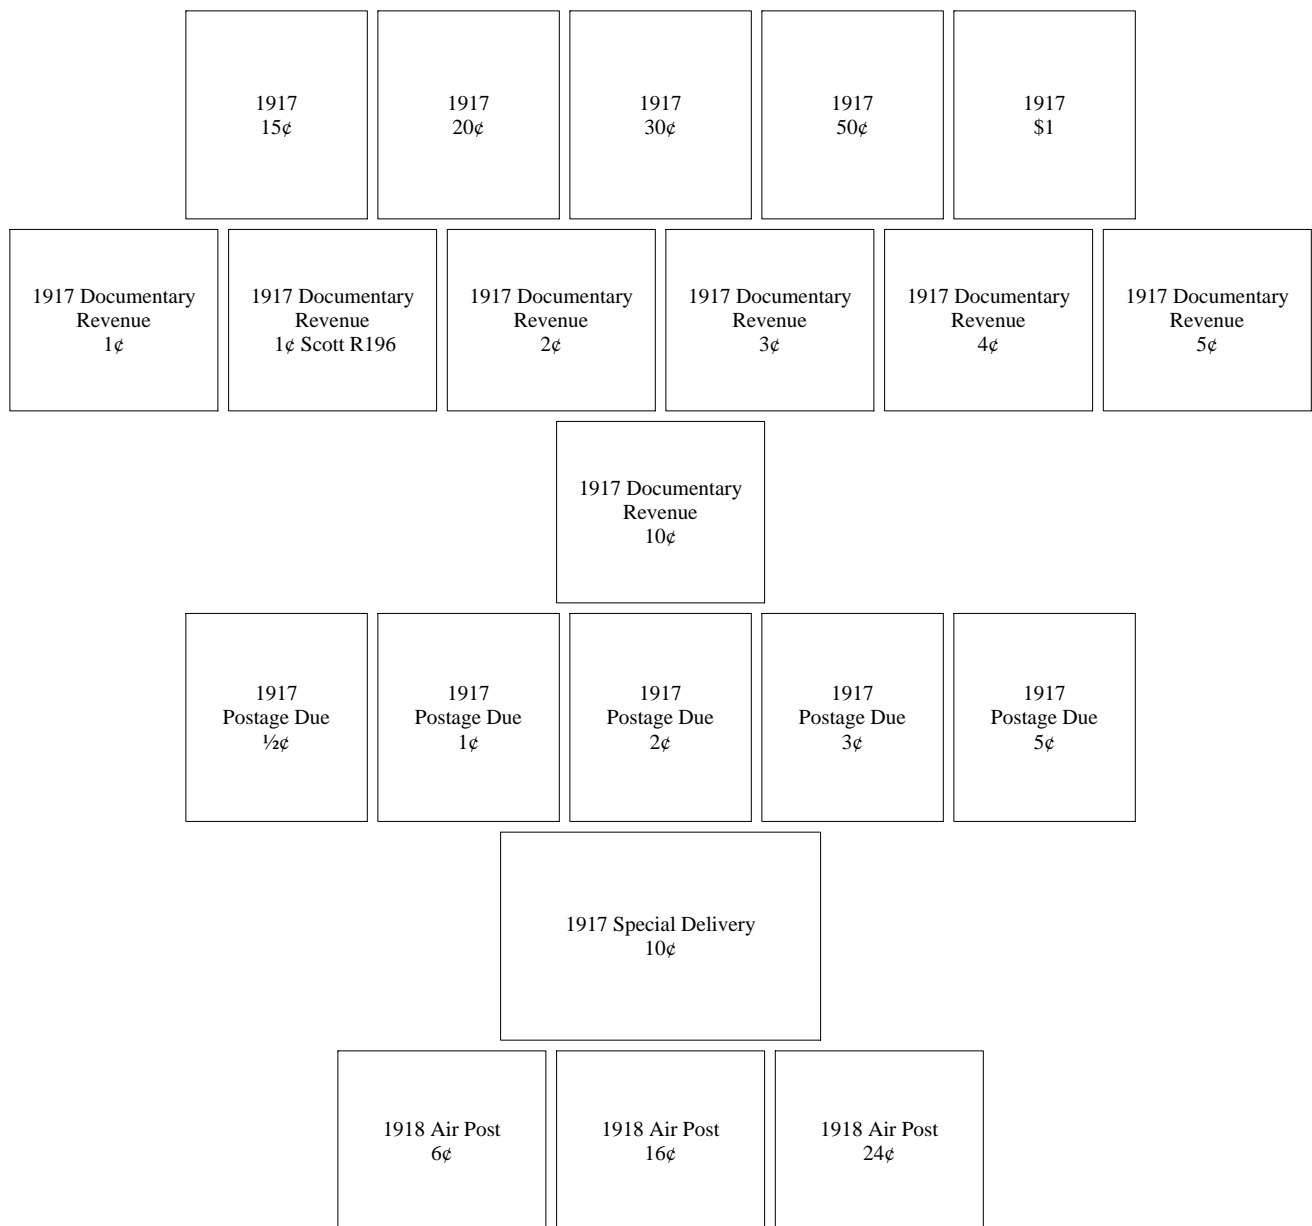 1917
15¢
1917
20¢
1917
30¢
1917
50¢
1917
$1
1917 Documentary
Revenue
1¢
1917 Documentary
Revenue
1¢ Scott R196
1917 Documentary
Revenue
2¢
1917 Documentary
Revenue
3¢
1917 Documentary
Revenue
4¢
1917 Documentary
Revenue
5¢
1917 Documentary
Revenue
10¢
1917
Postage Due
½¢
1917
Postage Due
1¢
1917
Postage Due
2¢
1917
Postage Due
3¢
1917
Postage Due
5¢
1917 Special Delivery
10¢
1918 Air Post
6¢
1918 Air Post
16¢
1918 Air Post
24¢